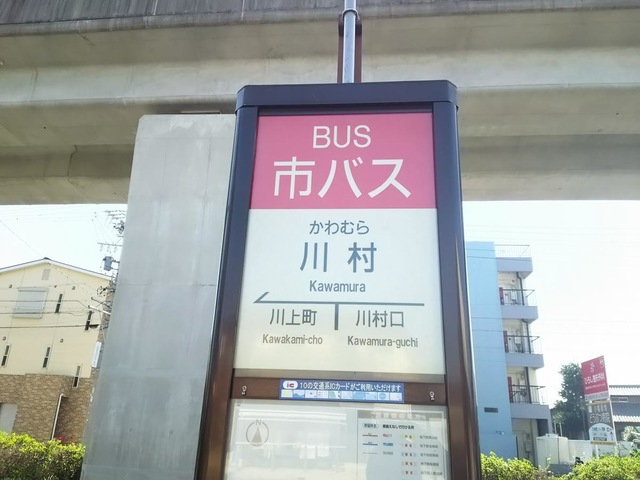 BUS
市バス
かわむら
川村
Kawamura
川上町 川村口
Kawakami-cho Kawamura-guchi
10の交通系ICカードがご利用いただけます